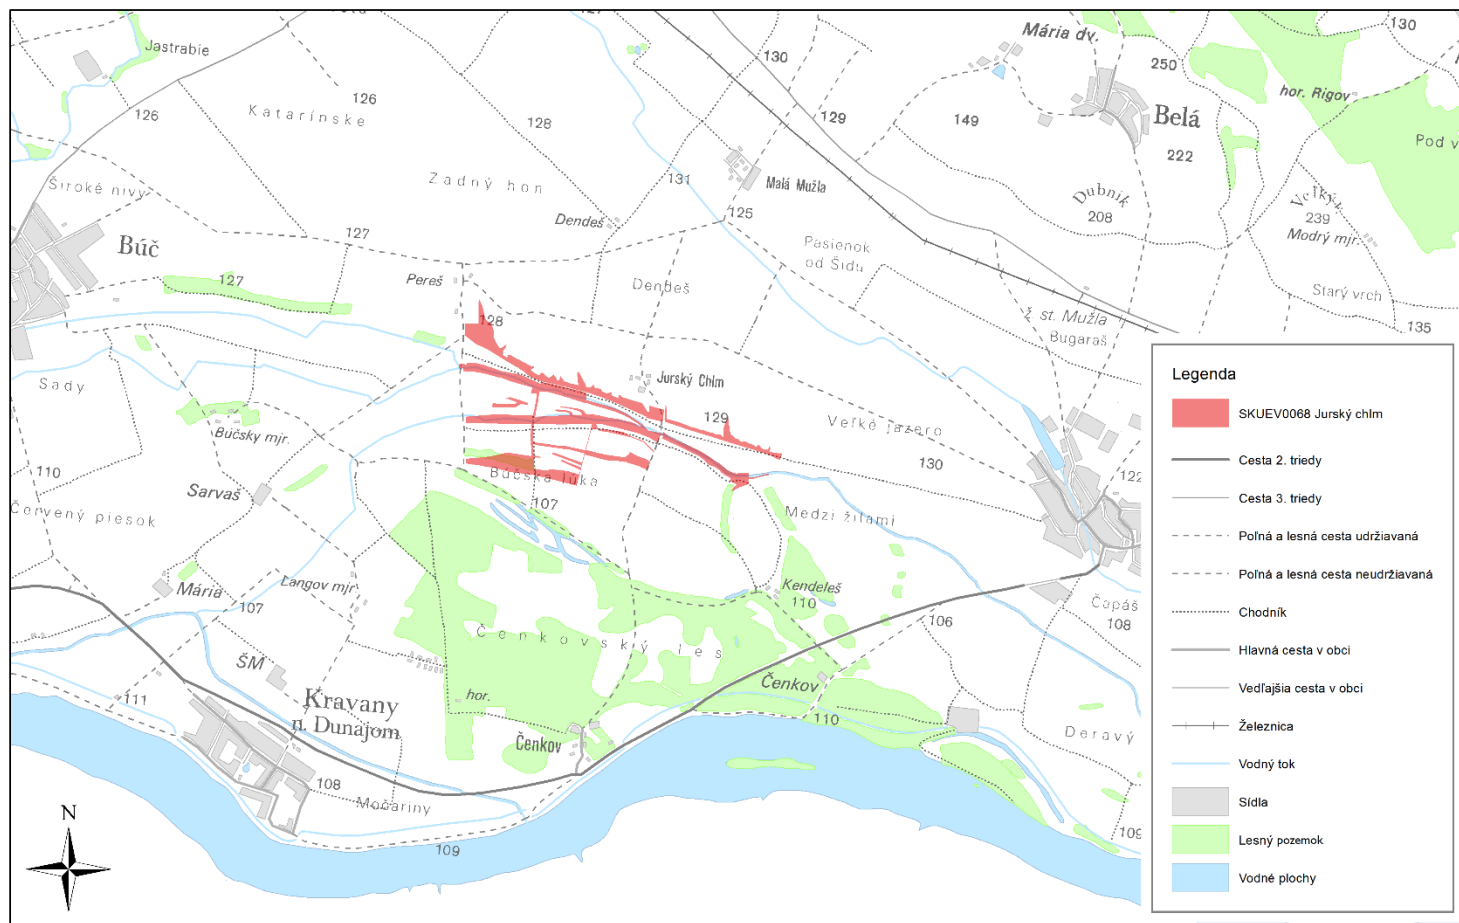 Jastrabie
126
126
Katarínske
128
130
129
131
Malá Mužla
125
Široké nivy
Zadný hon
Dendeš
Búč
127
127
Pereš
Dendeš
Pasienok
od Šidu
Mária dv.
250
130
hor. Rigov
Belá
149
222
Pod v
Dubník
208
239
Modrý mjr.
Starý vrch
135
ž. st. Mužla
Bugaraš
128
Jurský Chlm
129
Veľké jazero
130
122
Sady
Búčsky mjr.
110
Sarvaš
Červený piesok
Búčska lúka
107
Medzi žilami
Mária
107
Langov mjr.
Kendeleš
110
Čapáš
108
106
Čenkovský les
ŠM
111
Kravany
n. Dunajom
hor.
Čenkov
110
Čenkov
Deravý
108
Močariny
109
109
N
Legenda
SKUEV0068 Jurský chlm
Cesta 2. triedy
Cesta 3. triedy
Poľná a lesná cesta udržiavaná
Poľná a lesná cesta neudržiavaná
Chodník
Hlavná cesta v obci
Vedľajšia cesta v obci
Železnica
Vodný tok
Sídla
Lesný pozemok
Vodné plochy